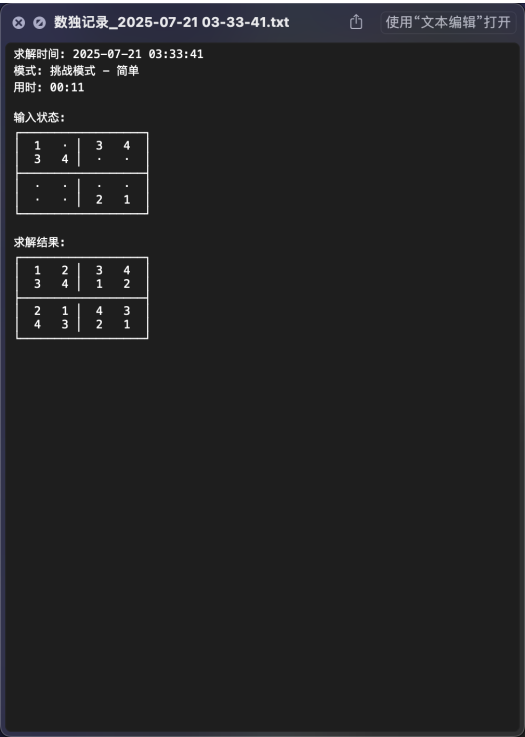 数独记录_2025-07-21 03-33-41.txt
使用“文本编辑”打开
求解时间: 2025-07-21 03:33:41
模式: 挑战模式 - 简单
用时: 00:11
输入状态:
1 · | 3 4
3 4 | · ·
· · | · ·
· · | 2 1
求解结果:
1 2 | 3 4
3 4 | 1 2
2 1 | 4 3
4 3 | 2 1